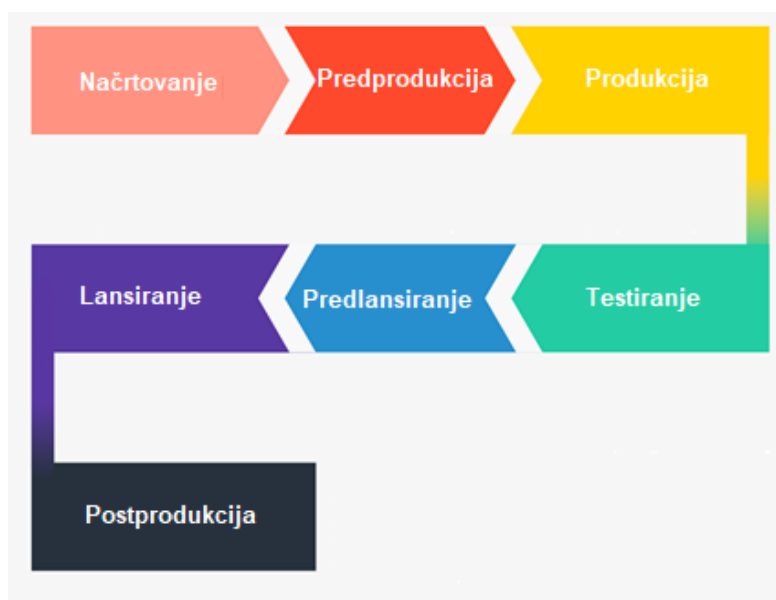 Načrtovanje
Predprodukcija
Produkcija
Testiranje
Predlansiranje
Lansiranje
Postprodukcija